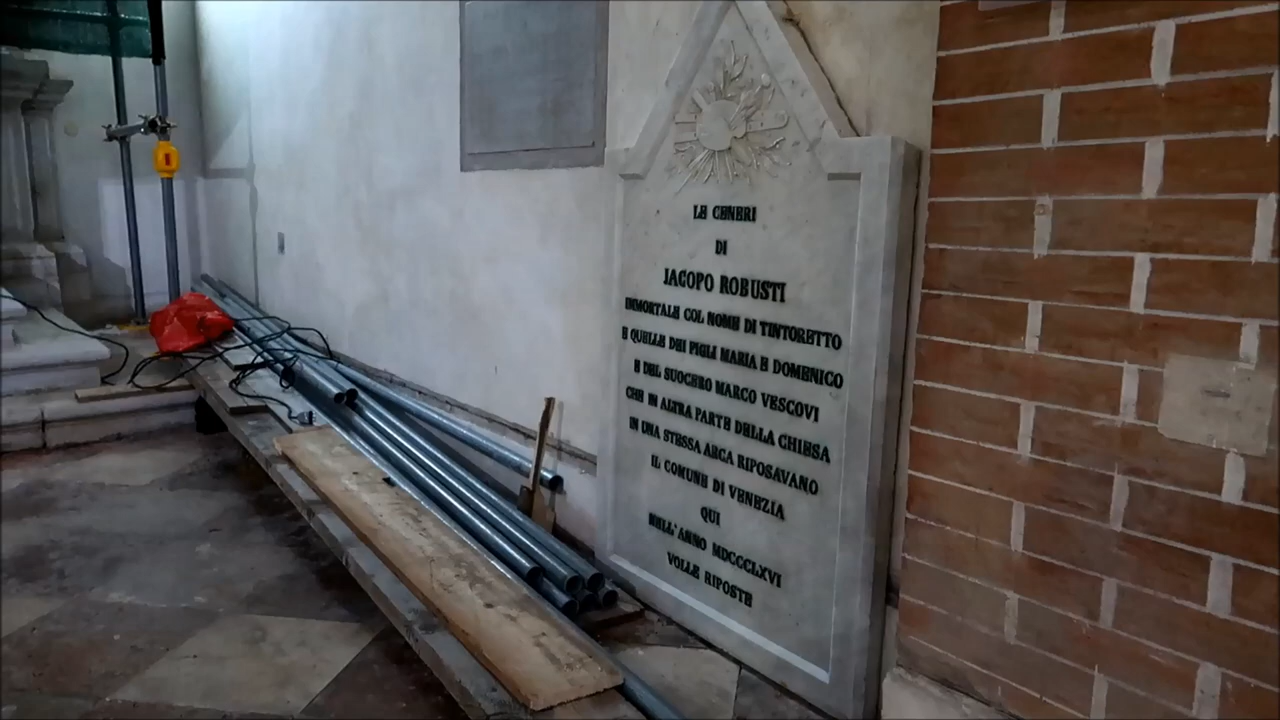 LE CENERI
DI
JACOPO ROBUSTI
IMMORTALE COL NOME DI TINTORETTO
E QUELLE DEI FIGLI MARIA E DOMENICO
E DEL SUOCERO MARCO VESCOVI
CHE IN ALTRA PARTE DELLA CHIESA
IN UNA STESSA ARCA RIPOSAVANO
IL COMUNE DI VENEZIA
QUI
NELL'ANNO MDCCCLXVI
VOLLE RIPOSTE